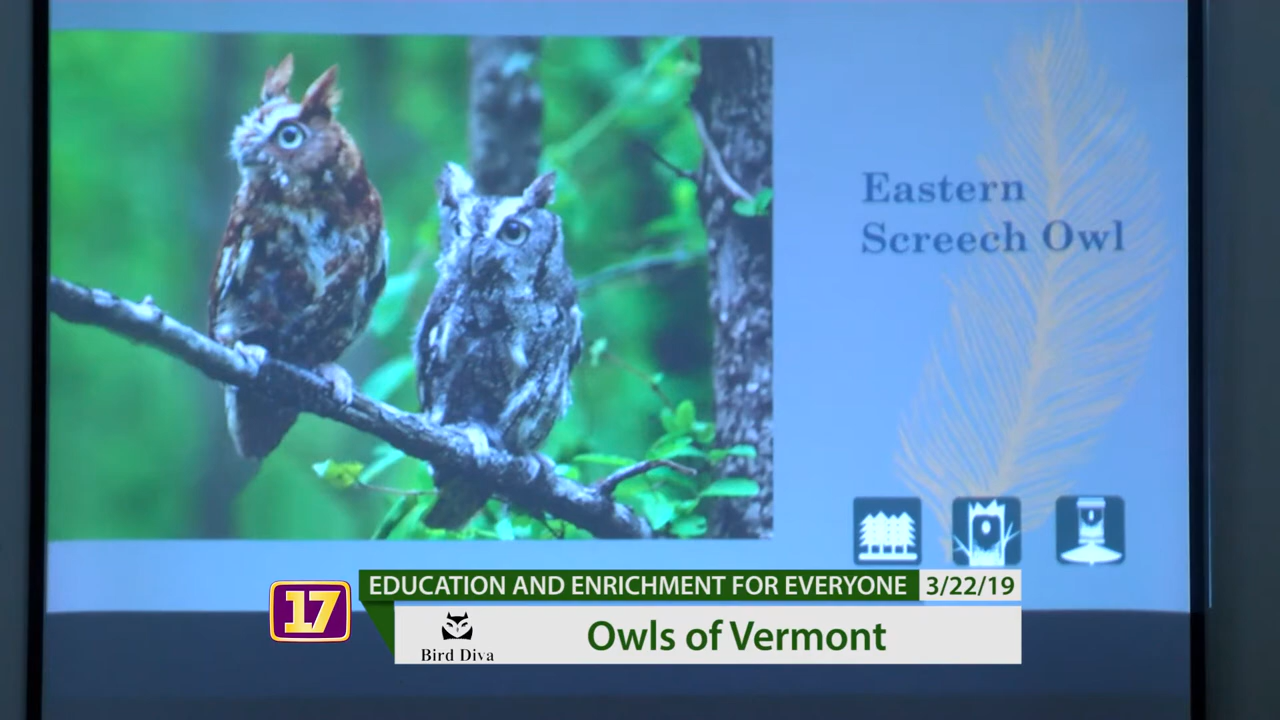 Eastern
Screech Owl
17
EDUCATION AND ENRICHMENT FOR EVERYONE 3/22/19
Bird Diva
Owls of Vermont